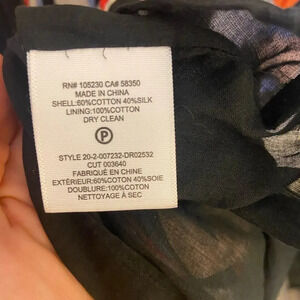 RN# 105230 CA# 58350
MADE IN CHINA
SHELL:60%COTTON 40%SILK
LINING:100%COTTON
DRY CLEAN
P
STYLE 20-2-007232-DR02532
CUT 003640
FABRIQUÉ EN CHINE
EXTÉRIEUR:60%COTON 40%SOIE
DOUBLURE:100%COTON
NETTOYAGE À SEC